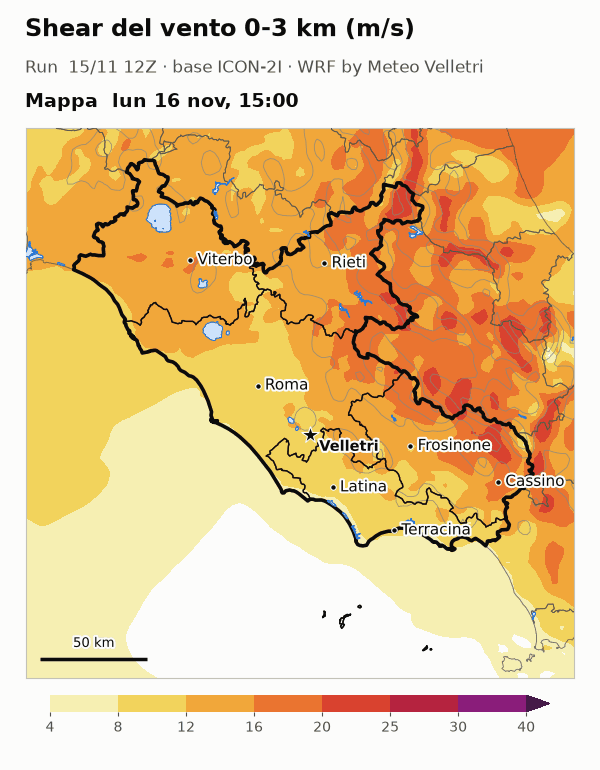 Shear del vento 0-3 km (m/s)
Run  15/11 12Z · base ICON-2I · WRF by Meteo Velletri
Mappa  lun 16 nov, 15:00
Viterbo
Rieti
Roma
Velletri
Frosinone
Latina
Cassino
Terracina
50 km
4 8 12 16 20 25 30 40